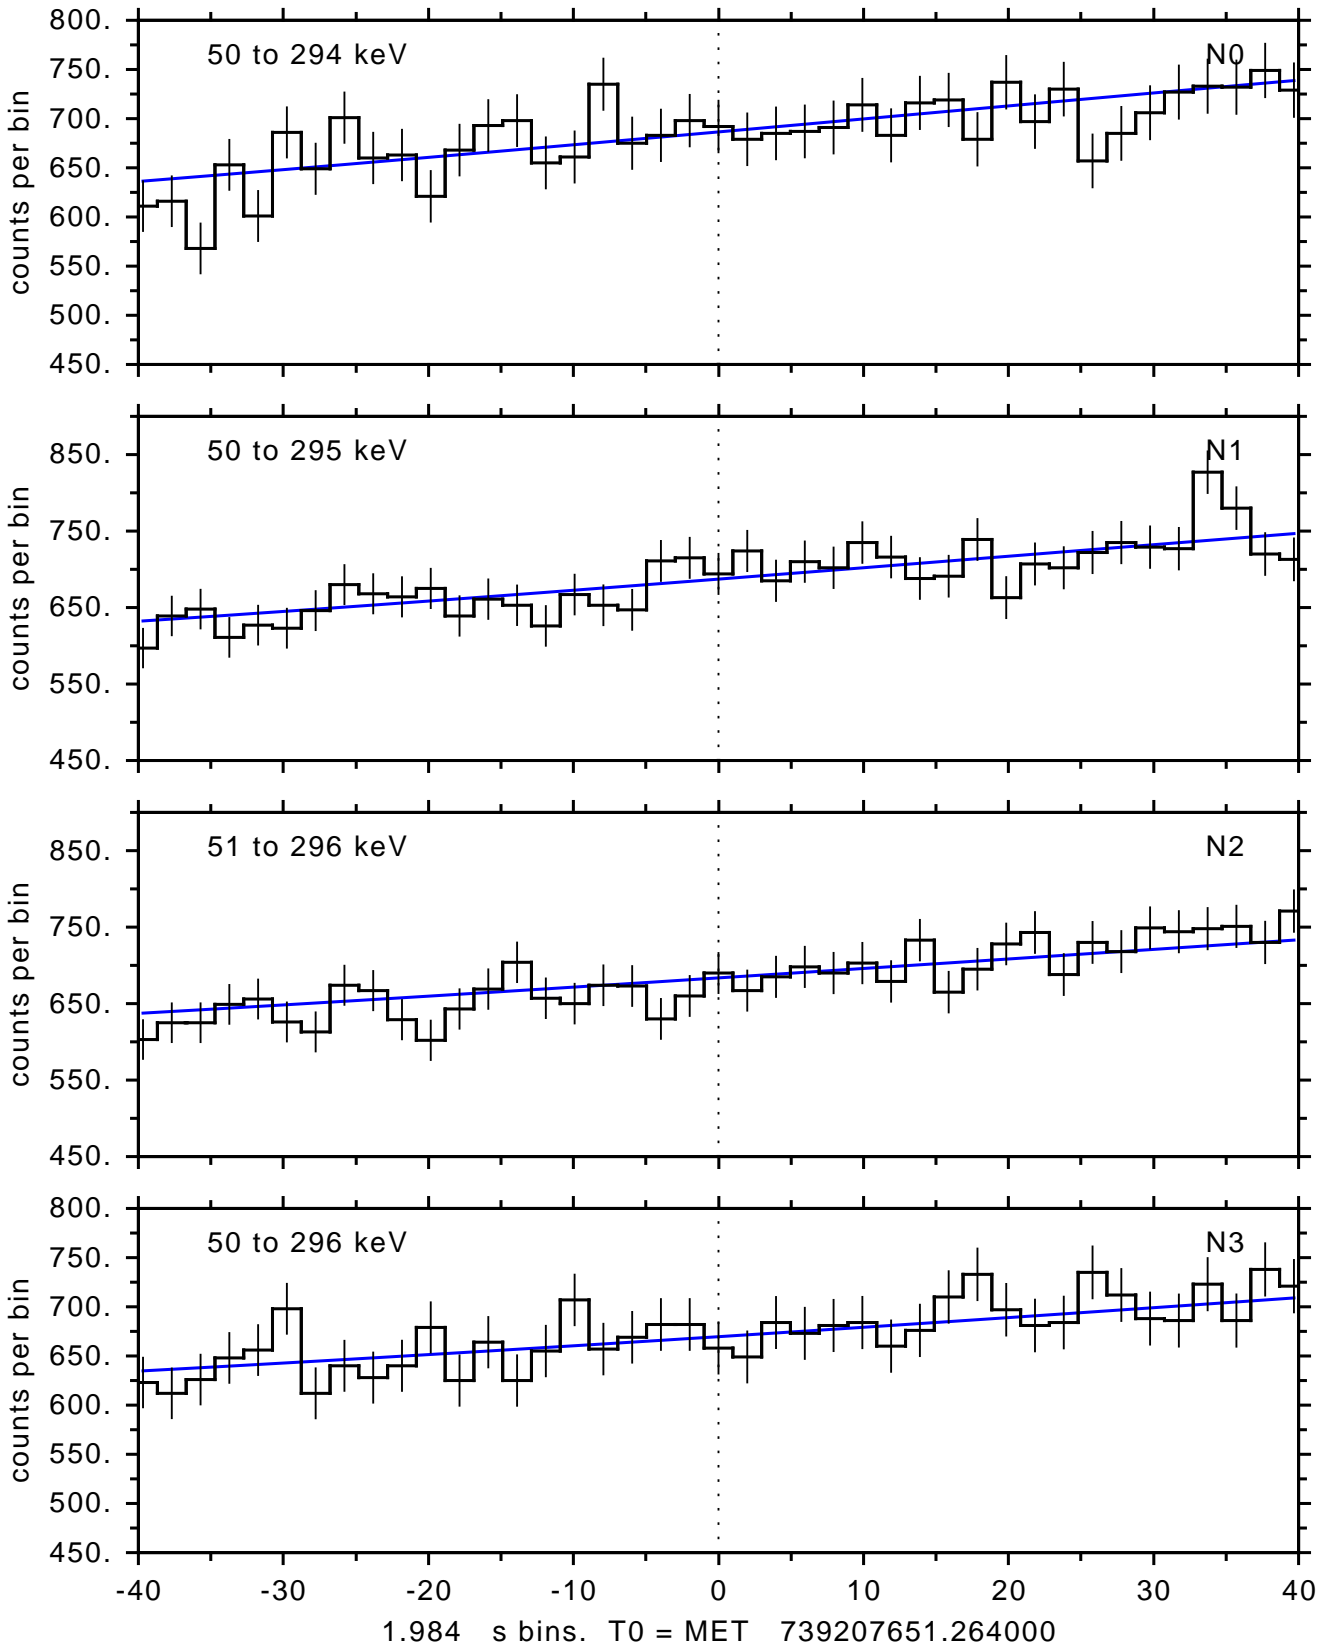 800.
50 to 294 keV N0
750.
700.
650.
600.
550.
500.
450.
counts per bin
50 to 295 keV N1
850.
750.
650.
550.
450.
counts per bin
51 to 296 keV N2
850.
750.
650.
550.
450.
counts per bin
800.
50 to 296 keV N3
750.
700.
650.
600.
550.
500.
450.
counts per bin
-40 -30 -20 -10 0 10 20 30 40
1.984 s bins. T0 = MET 739207651.264000